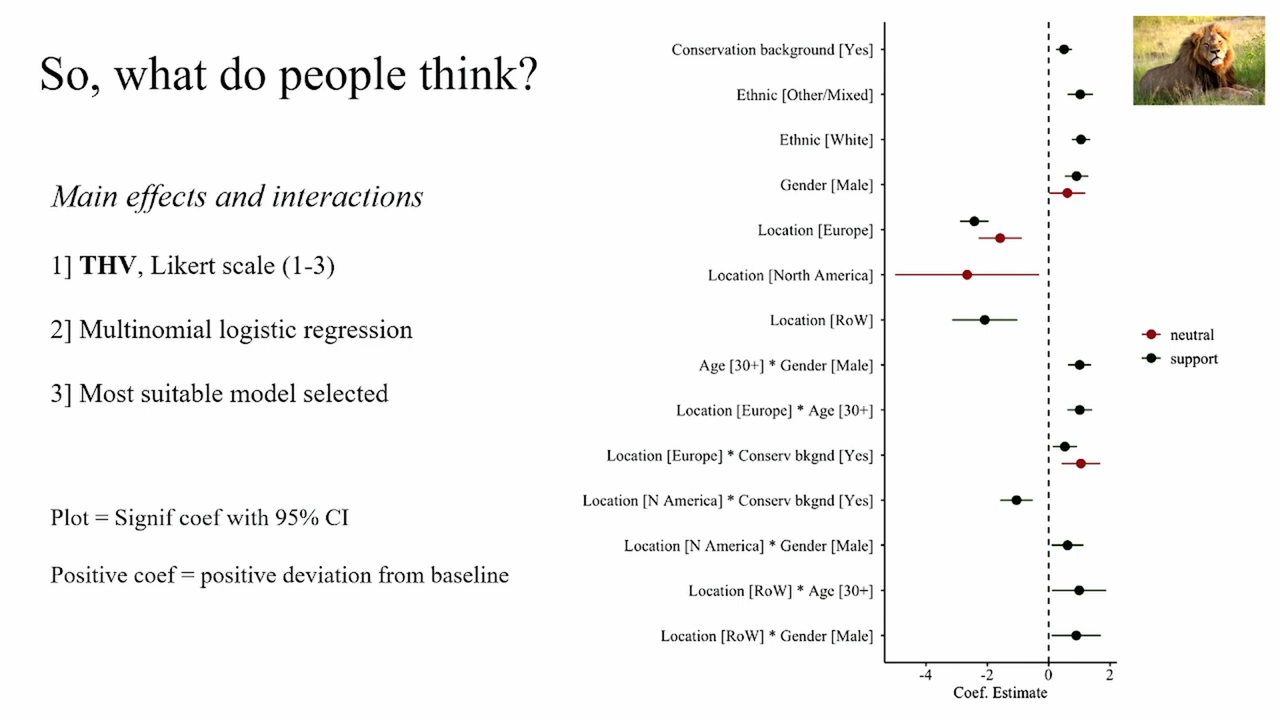 So, what do people think?
Main effects and interactions
1] THV, Likert scale (1-3)
2] Multinomial logistic regression
3] Most suitable model selected
Plot = Signif coef with 95% CI
Positive coef = positive deviation from baseline
Conservation background [Yes]
Ethnic [Other/Mixed]
Ethnic [White]
Gender [Male]
Location [Europe]
Location [North America]
Location [RoW]
Age [30+] * Gender [Male]
Location [Europe] * Age [30+]
Location [Europe] * Conserv bkgnd [Yes]
Location [N America] * Conserv bkgnd [Yes]
Location [N America] * Gender [Male]
Location [RoW] * Age [30+]
Location [RoW] * Gender [Male]
-4 -2 0 2
Coef. Estimate
neutral
support